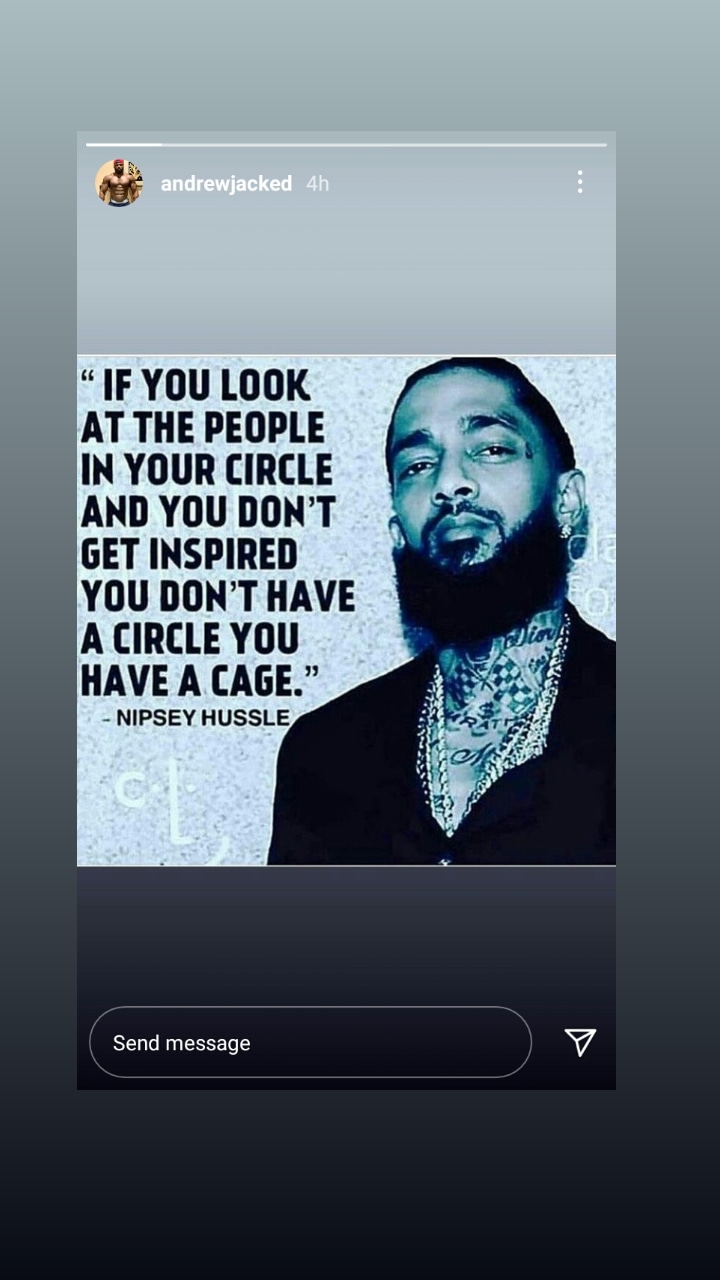 andrewjacked 4h
“ IF YOU LOOK
AT THE PEOPLE
IN YOUR CIRCLE
AND YOU DON’T
GET INSPIRED
YOU DON’T HAVE
A CIRCLE YOU
HAVE A CAGE.”
- NIPSEY HUSSLE
Send message